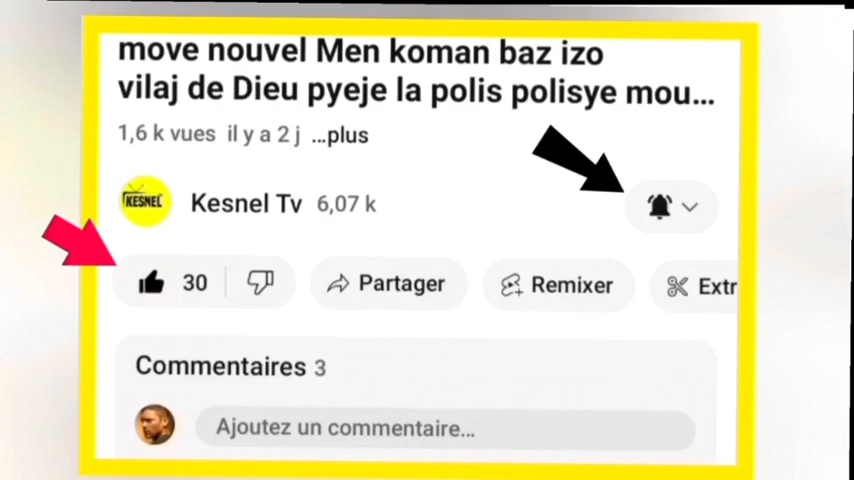 move nouvel Men koman baz izo
vilaj de Dieu pyeje la polis polisye mou...
1,6 k vues il y a 2 j ...plus
KESNEL
Kesnel Tv 6,07 k
30 Partager Remixer Extr
Commentaires 3
Ajoutez un commentaire...